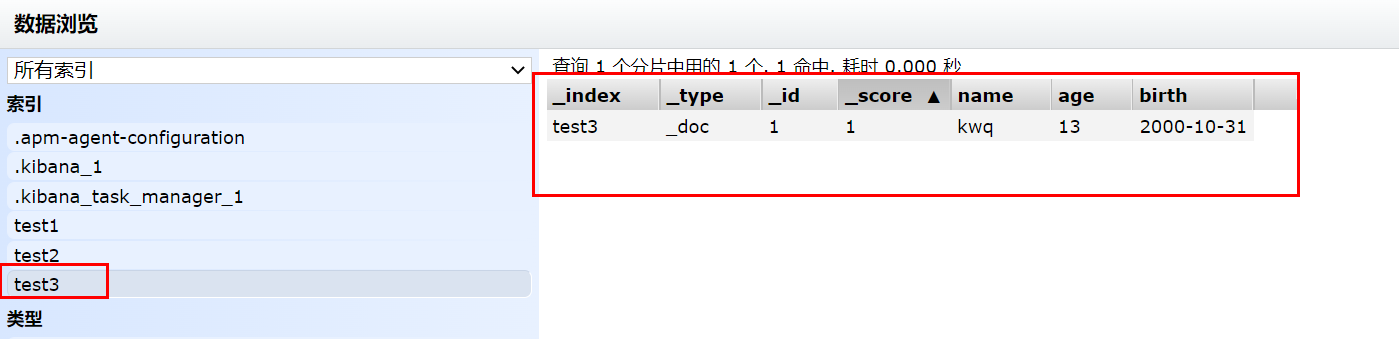 数据浏览
所有索引
索引
.apm-agent-configuration
.kibana_1
.kibana_task_manager_1
test1
test2
test3
类型
查询 1 个分片中用的 1 个. 1 命中. 耗时 0.000 秒
_index _type _id _score ▲ name age birth
test3 _doc 1 1 kwq 13 2000-10-31